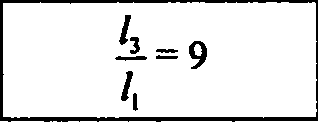 l₃/l₁ = 9